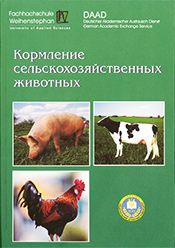 Fachhochschule
Weihenstephan
University of Applied Sciences
DAAD
Deutscher Akademischer Austausch Dienst
German Academic Exchange Service
Кормление
сельскохозяйственных
животных